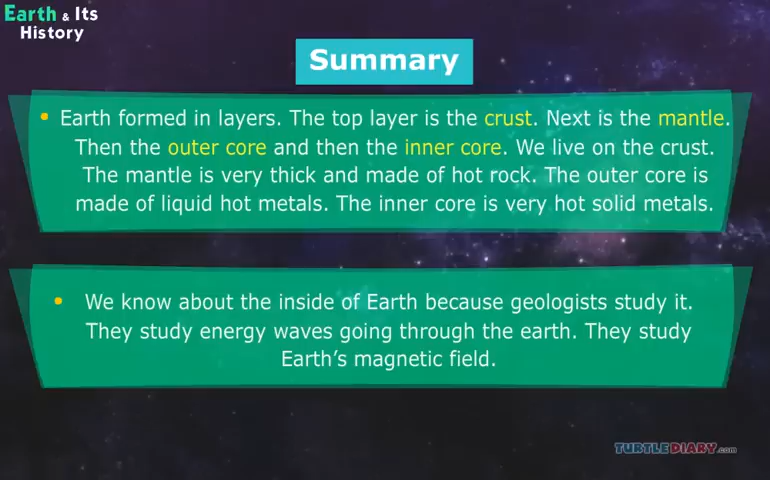 Earth & Its
History
Summary
• Earth formed in layers. The top layer is the crust. Next is the mantle.
Then the outer core and then the inner core. We live on the crust.
The mantle is very thick and made of hot rock. The outer core is
made of liquid hot metals. The inner core is very hot solid metals.
• We know about the inside of Earth because geologists study it.
They study energy waves going through the earth. They study
Earth’s magnetic field.
TURTLEDIARY.com